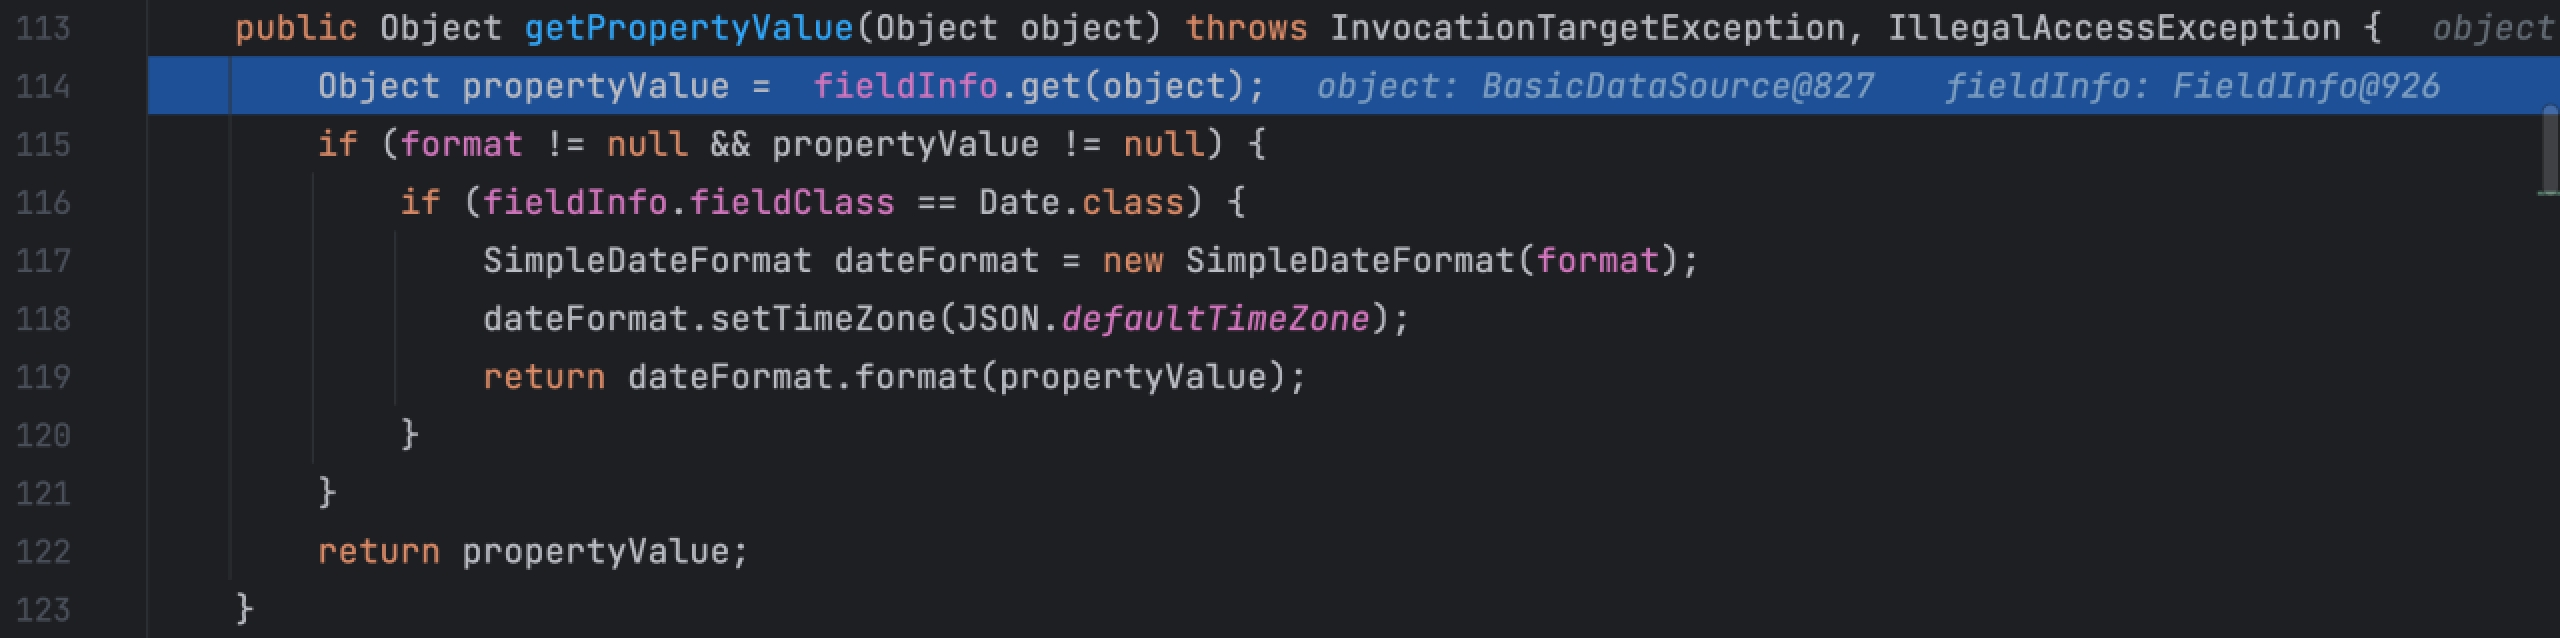 113 public Object getPropertyValue(Object object) throws InvocationTargetException, IllegalAccessException { object
114 Object propertyValue = fieldInfo.get(object); object: BasicDataSource@827 fieldInfo: FieldInfo@926
115 if (format != null && propertyValue != null) {
116 if (fieldInfo.fieldClass == Date.class) {
117 SimpleDateFormat dateFormat = new SimpleDateFormat(format);
118 dateFormat.setTimeZone(JSON.defaultTimeZone);
119 return dateFormat.format(propertyValue);
120 }
121 }
122 return propertyValue;
123 }